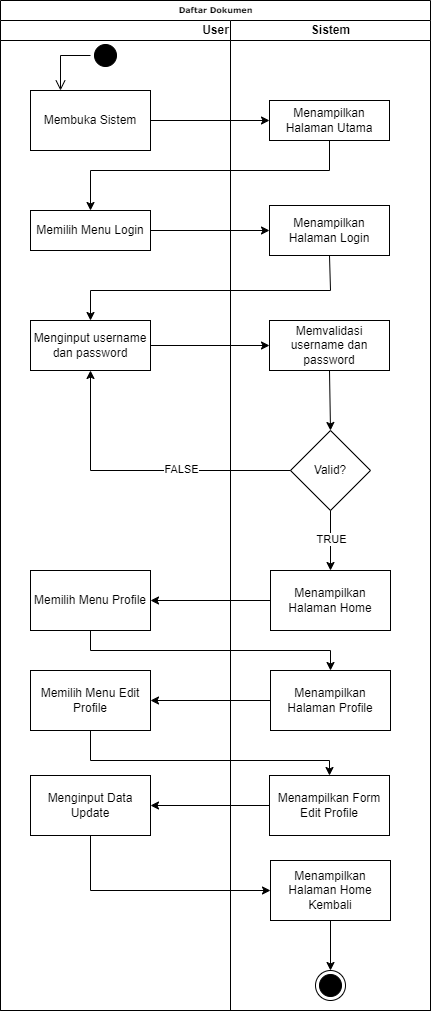 Daftar Dokumen
User
Sistem
Membuka Sistem
Menampilkan
Halaman Utama
Memilih Menu Login
Menampilkan
Halaman Login
Menginput username
dan password
Memvalidasi
username dan
password
Valid?
FALSE
TRUE
Menampilkan
Halaman Home
Memilih Menu Profile
Menampilkan
Halaman Profile
Memilih Menu Edit
Profile
Menampilkan Form
Edit Profile
Menginput Data
Update
Menampilkan
Halaman Home
Kembali